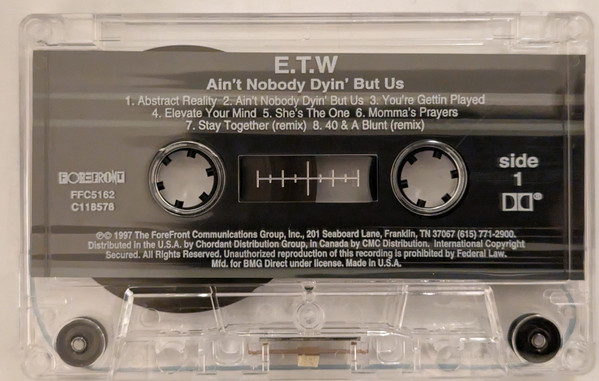 E.T.W
Ain't Nobody Dyin' But Us
1. Abstract Reality 2. Ain't Nobody Dyin' But Us 3. You're Gettin Played
4. Elevate Your Mind 5. She's The One 6. Momma's Prayers
7. Stay Together (remix) 8. 40 & A Blunt (remix)
FOREFRONT
FFC5162
C118578
side
1
℗© 1997 The ForeFront Communications Group, Inc., 201 Seaboard Lane, Franklin, TN 37067 (615) 771-2900.
Distributed in the U.S.A. by Chordant Distribution Group, in Canada by CMC Distribution. International Copyright
Secured. All Rights Reserved. Unauthorized reproduction of this recording is prohibited by Federal Law.
Mfd. for BMG Direct under license. Made in U.S.A.